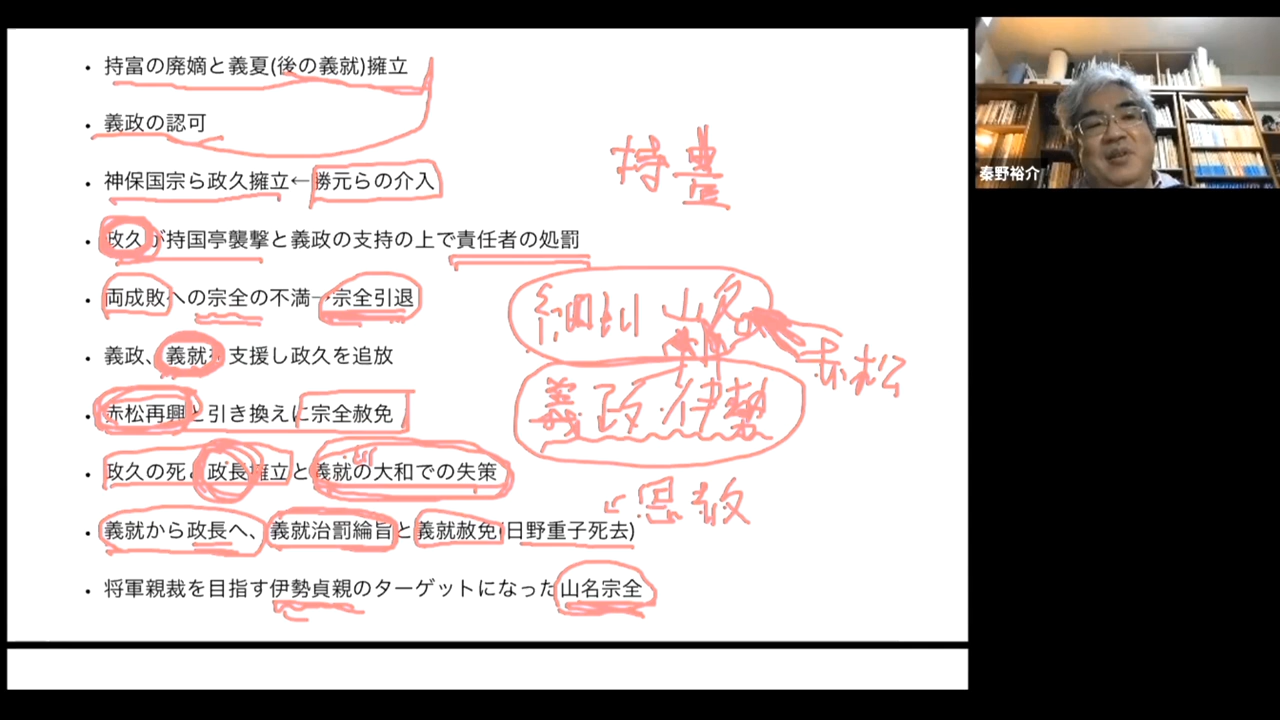 ・持富の廃嫡と義夏(後の義就)擁立
・義政の認可
・神保国宗ら政久擁立←勝元らの介入
・政久が持国亭襲撃と義政の支持の上で責任者の処罰
・両成敗への宗全の不満→宗全引退
・義政、義就を支援し政久を追放
・赤松再興と引き換えに宗全赦免
・政久の死と政長擁立と義就の大和での失策
・義就から政長へ、義就治罰綸旨と義就赦免(日野重子死去)
・将軍親裁を目指す伊勢貞親のターゲットになった山名宗全
持豊
細川 山名
赤松
義政 伊勢
恩赦
秦野裕介